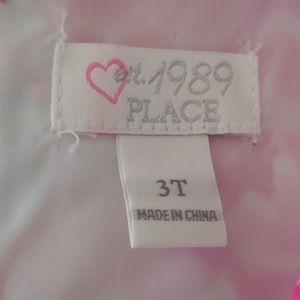 est. 1989
PLACE
3T
MADE IN CHINA